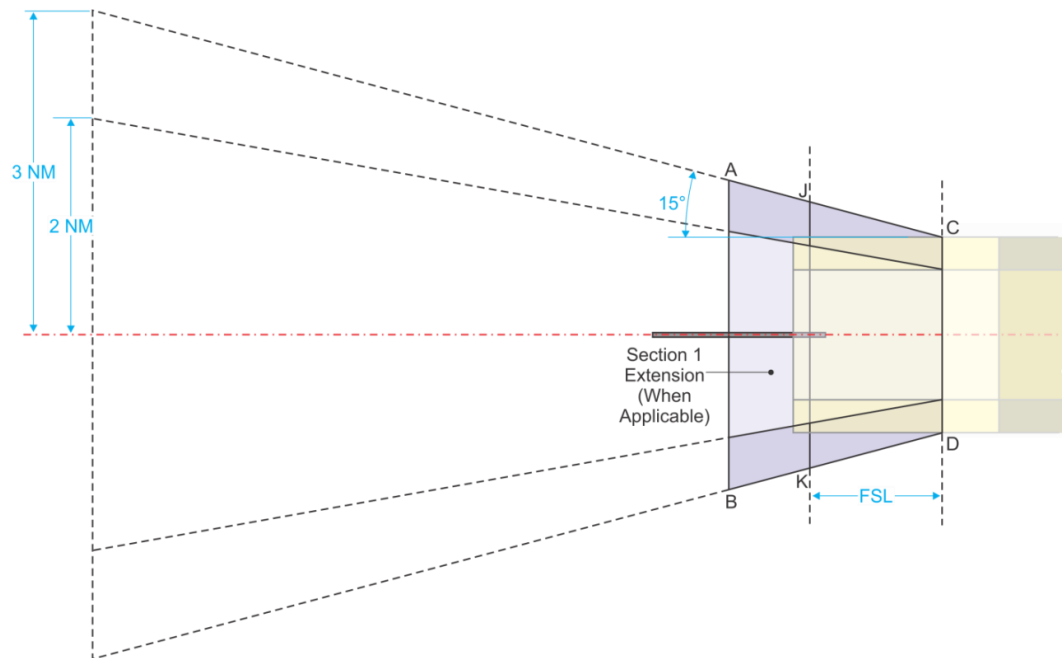 3 NM
2 NM
A
J
15°
C
Section 1
Extension
(When
Applicable)
D
K
B
FSL